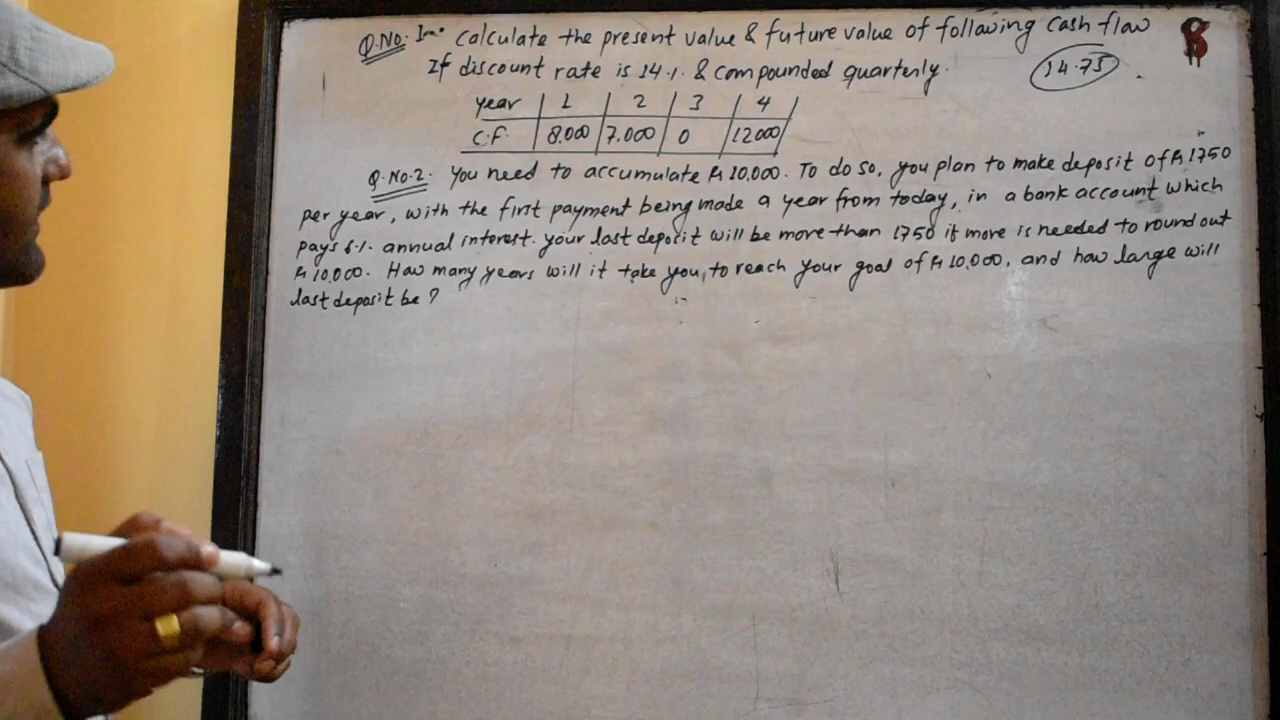 Q.No. I calculate the present value & future value of following cash flow
If discount rate is 14.1. & compounded quarterly. 14.75
year 1 2 3 4
C.F. 8.000 7.000 0 12000
Q.No.2. You need to accumulate Rs 10,000. To do so, you plan to make deposit of Rs 1750
per year, with the first payment being made a year from today, in a bank account which
pays 6.1. annual interest. your last deposit will be more than 1750 if more is needed to round out
Rs 10,000. How many years will it take you, to reach your goal of Rs 10,000, and how large will
last deposit be?